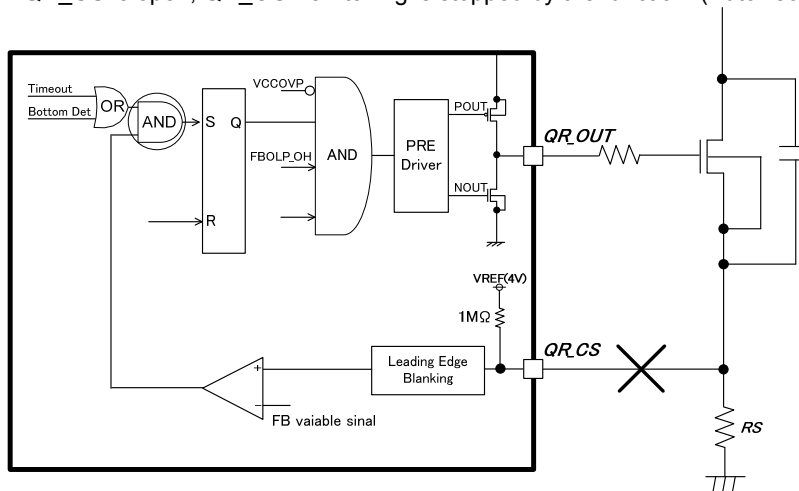 Timeout
Bottom Det
OR
AND
S Q
R
VCCOVP
FBOLP_OH
AND
PRE
Driver
POUT
NOUT
QR_OUT
VREF(4V)
1MΩ
QR_CS
Leading Edge
Blanking
+
−
FB vaiable sinal
RS